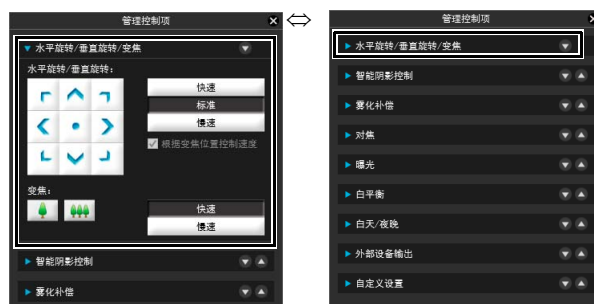 管理控制项
水平旋转/垂直旋转/变焦
水平旋转/垂直旋转：
快速
标准
慢速
根据变焦位置控制速度
变焦：
快速
慢速
智能阴影控制
雾化补偿
管理控制项
水平旋转/垂直旋转/变焦
智能阴影控制
雾化补偿
对焦
曝光
白平衡
白天/夜晚
外部设备输出
自定义设置